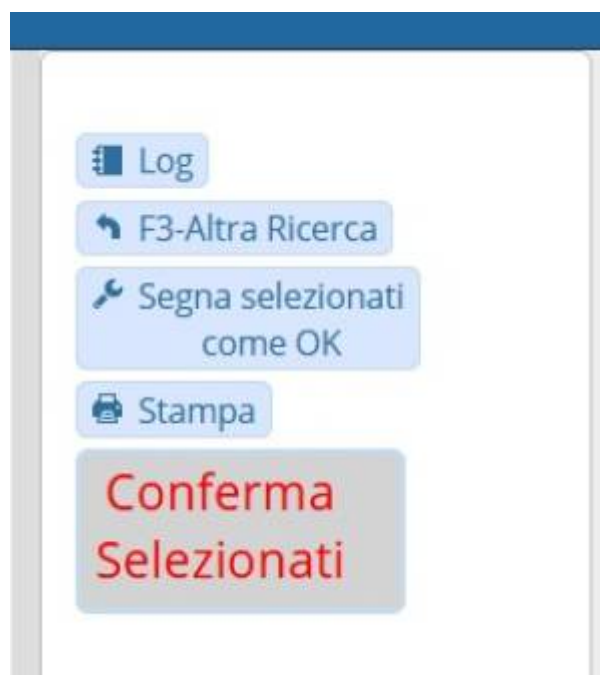 Log
F3-Altra Ricerca
Segna selezionati
come OK
Stampa
Conferma
Selezionati